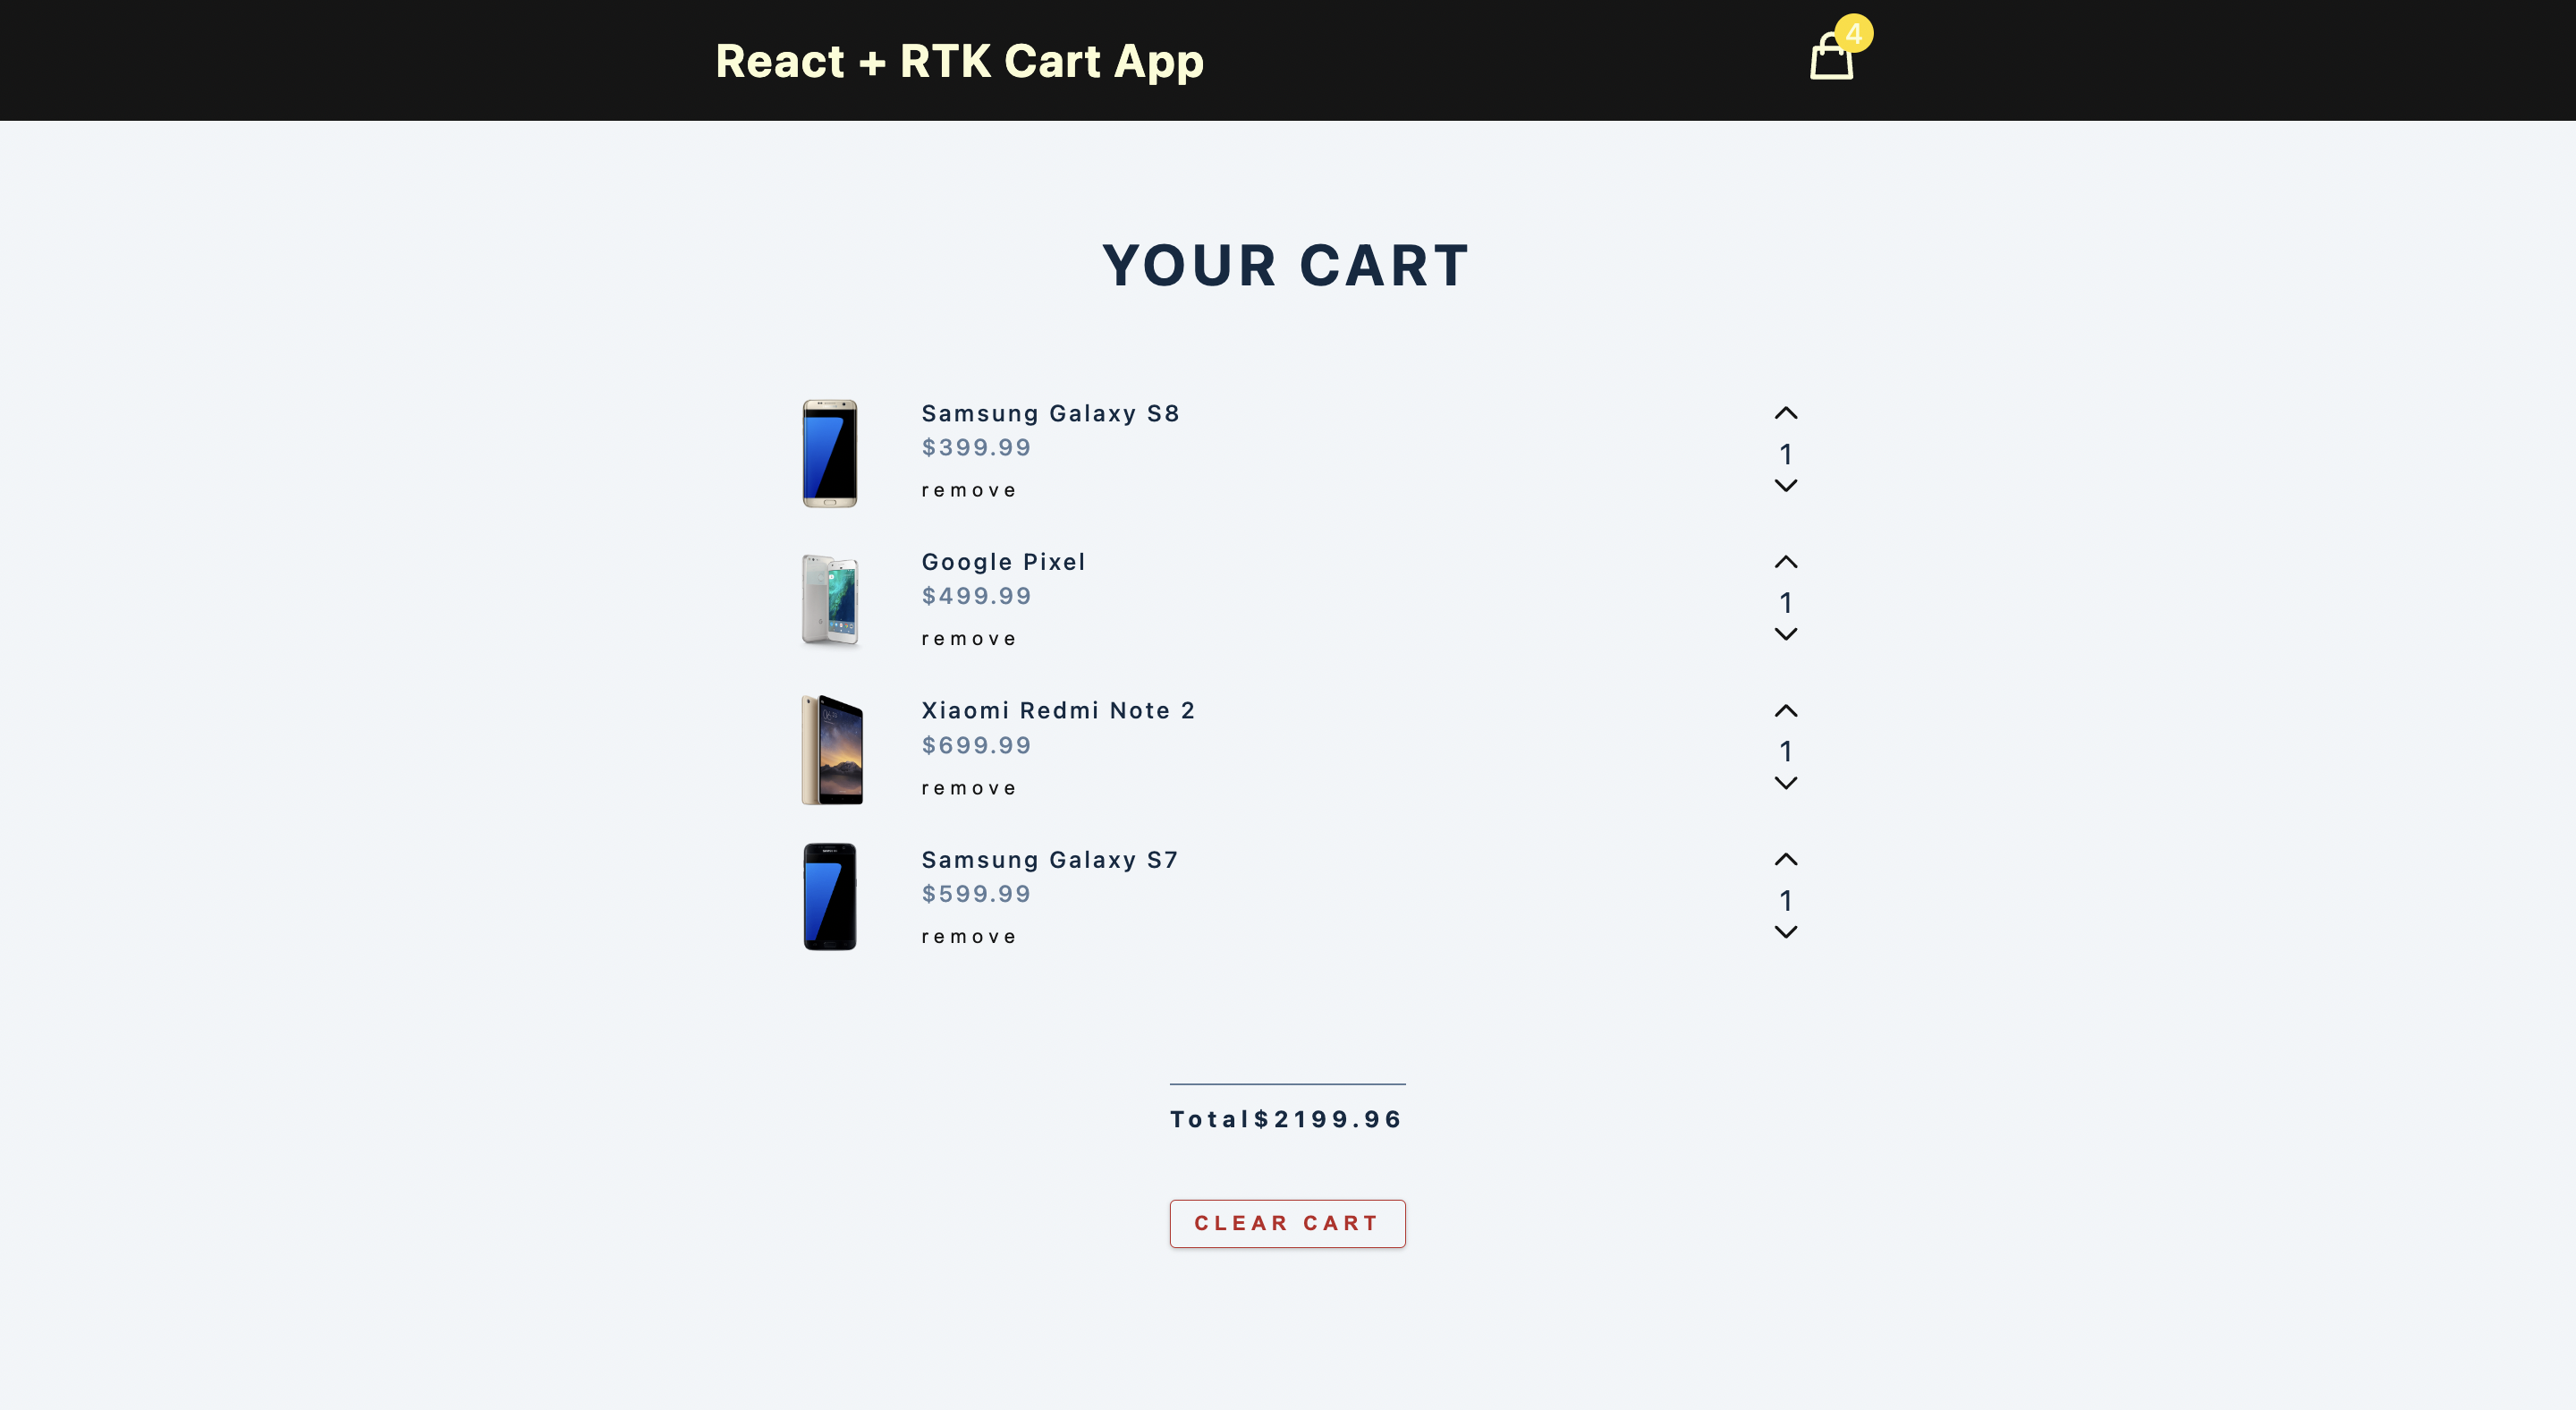 React + RTK Cart App
4
YOUR CART
Samsung Galaxy S8
$399.99
1
remove
Google Pixel
$499.99
1
remove
Xiaomi Redmi Note 2
$699.99
1
remove
Samsung Galaxy S7
$599.99
1
remove
Total$2199.96
CLEAR CART